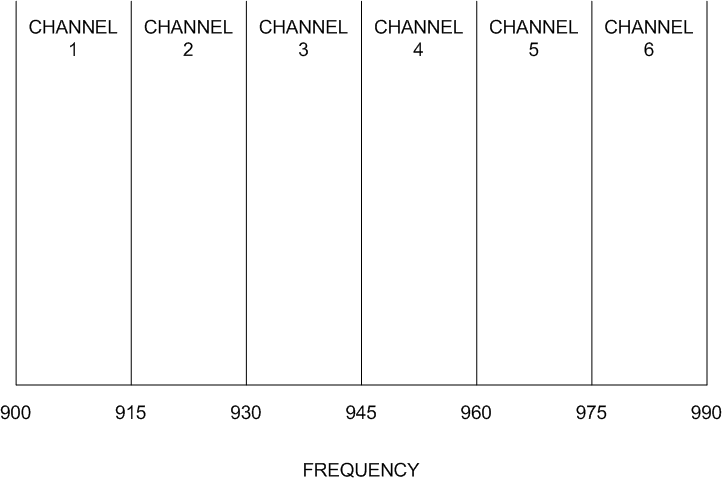 CHANNEL 1
CHANNEL 2
CHANNEL 3
CHANNEL 4
CHANNEL 5
CHANNEL 6
900 915 930 945 960 975 990
FREQUENCY